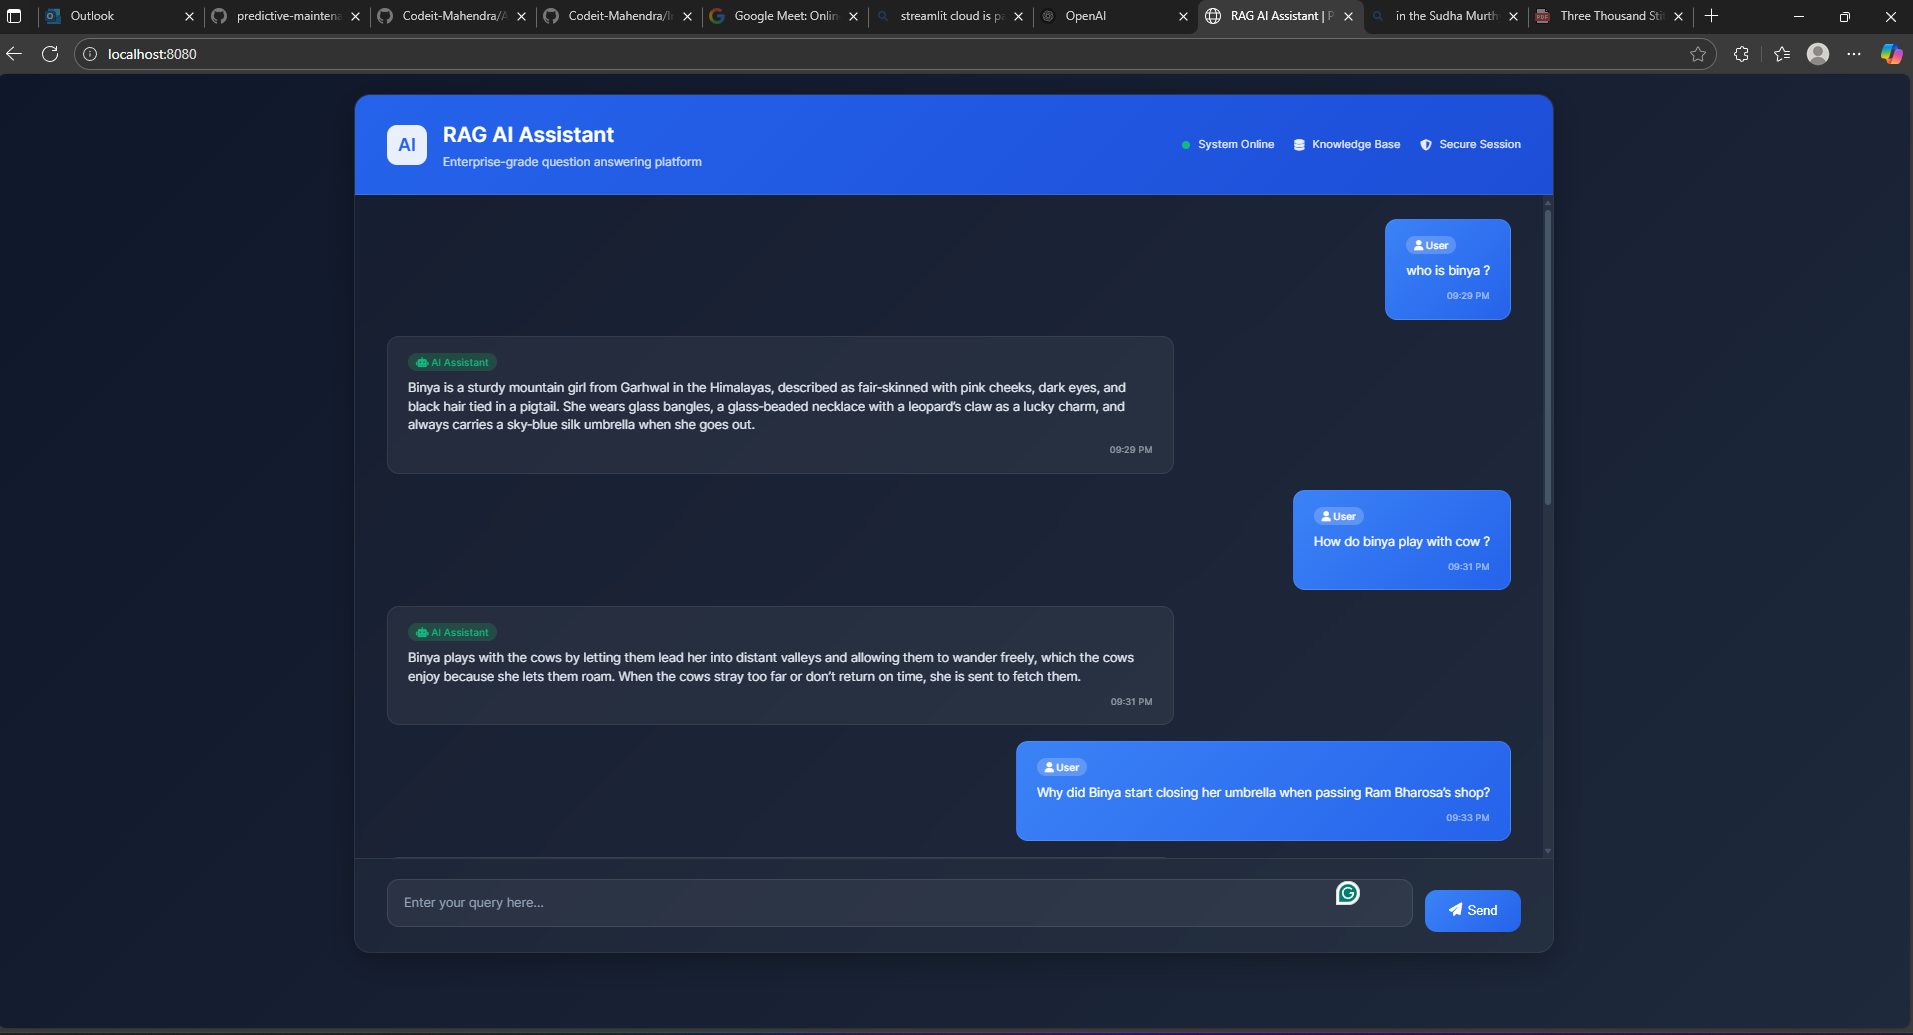 Outlook
predictive-maintena
Codeit-Mahendra/A
Codeit-Mahendra/I
Google Meet: Onlin
streamlit cloud is pa
OpenAI
RAG AI Assistant | P
in the Sudha Murth
PDF
Three Thousand Stit
localhost:8080
AI
RAG AI Assistant
Enterprise-grade question answering platform
System Online
Knowledge Base
Secure Session
User
who is binya ?
09:29 PM
AI Assistant
Binya is a sturdy mountain girl from Garhwal in the Himalayas, described as fair-skinned with pink cheeks, dark eyes, and
black hair tied in a pigtail. She wears glass bangles, a glass-beaded necklace with a leopard’s claw as a lucky charm, and
always carries a sky-blue silk umbrella when she goes out.
09:29 PM
User
How do binya play with cow ?
09:31 PM
AI Assistant
Binya plays with the cows by letting them lead her into distant valleys and allowing them to wander freely, which the cows
enjoy because she lets them roam. When the cows stray too far or don’t return on time, she is sent to fetch them.
09:31 PM
User
Why did Binya start closing her umbrella when passing Ram Bharosa’s shop?
09:33 PM
Enter your query here...
Send